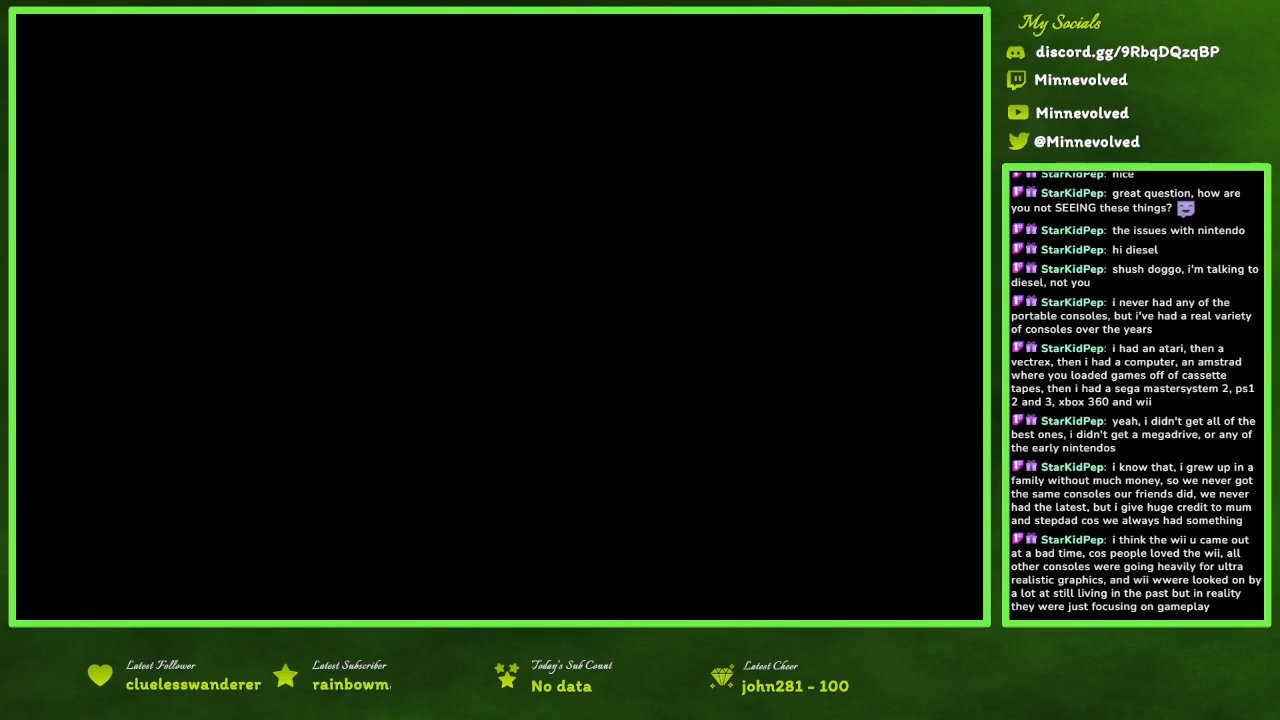 My Socials
discord.gg/9RbqDQzqBP
Minnevolved
Minnevolved
@Minnevolved
StarKidPep: nice
StarKidPep: great question, how are
you not SEEING these things?
StarKidPep: the issues with nintendo
StarKidPep: hi diesel
StarKidPep: shush doggo, i'm talking to
diesel, not you
StarKidPep: i never had any of the
portable consoles, but i've had a real variety
of consoles over the years
StarKidPep: i had an atari, then a
vectrex, then i had a computer, an amstrad
where you loaded games off of cassette
tapes, then i had a sega mastersystem 2, ps1
2 and 3, xbox 360 and wii
StarKidPep: yeah, i didn't get all of the
best ones, i didn't get a megadrive, or any of
the early nintendos
StarKidPep: i know that, i grew up in a
family without much money, so we never got
the same consoles our friends did, we never
had the latest, but i give huge credit to mum
and stepdad cos we always had something
StarKidPep: i think the wii u came out
at a bad time, cos people loved the wii, all
other consoles were going heavily for ultra
realistic graphics, and wii wwere looked on by
a lot at still living in the past but in reality
they were just focusing on gameplay
Latest Follower
cluelesswanderer
Latest Subscriber
rainbowm
Today's Sub Count
No data
Latest Cheer
john281 - 100